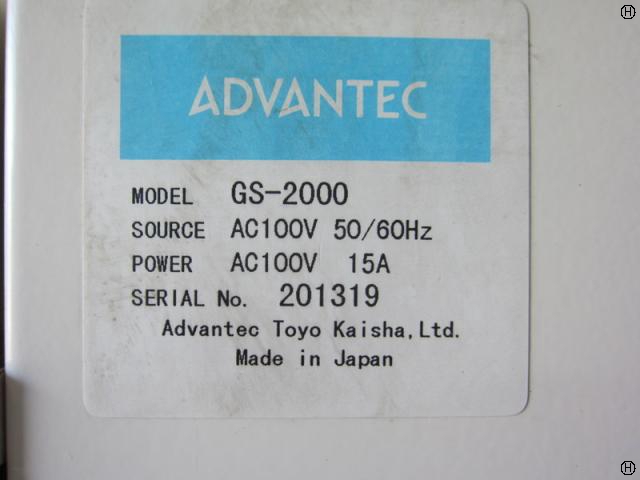 ADVANTEC
MODEL GS-2000
SOURCE AC100V 50/60Hz
POWER AC100V 15A
SERIAL No. 201319
Advantec Toyo Kaisha,Ltd.
Made in Japan
H
H